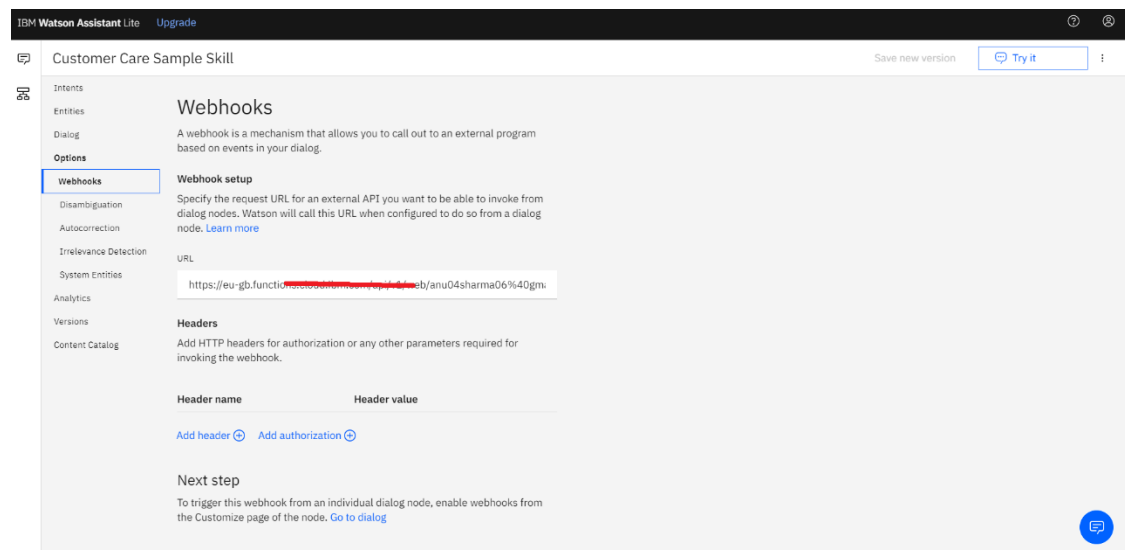 IBM Watson Assistant Lite Upgrade
Customer Care Sample Skill
Save new version
Try it
Intents
Entities
Dialog
Options
Webhooks
Disambiguation
Autocorrection
Irrelevance Detection
System Entities
Analytics
Versions
Content Catalog
Webhooks
A webhook is a mechanism that allows you to call out to an external program
based on events in your dialog.
Webhook setup
Specify the request URL for an external API you want to be able to invoke from
dialog nodes. Watson will call this URL when configured to do so from a dialog
node. Learn more
URL
https://eu-gb.function eb/anu04sharma06%40gm
Headers
Add HTTP headers for authorization or any other parameters required for
invoking the webhook.
Header name Header value
Add header Add authorization
Next step
To trigger this webhook from an individual dialog node, enable webhooks from
the Customize page of the node. Go to dialog